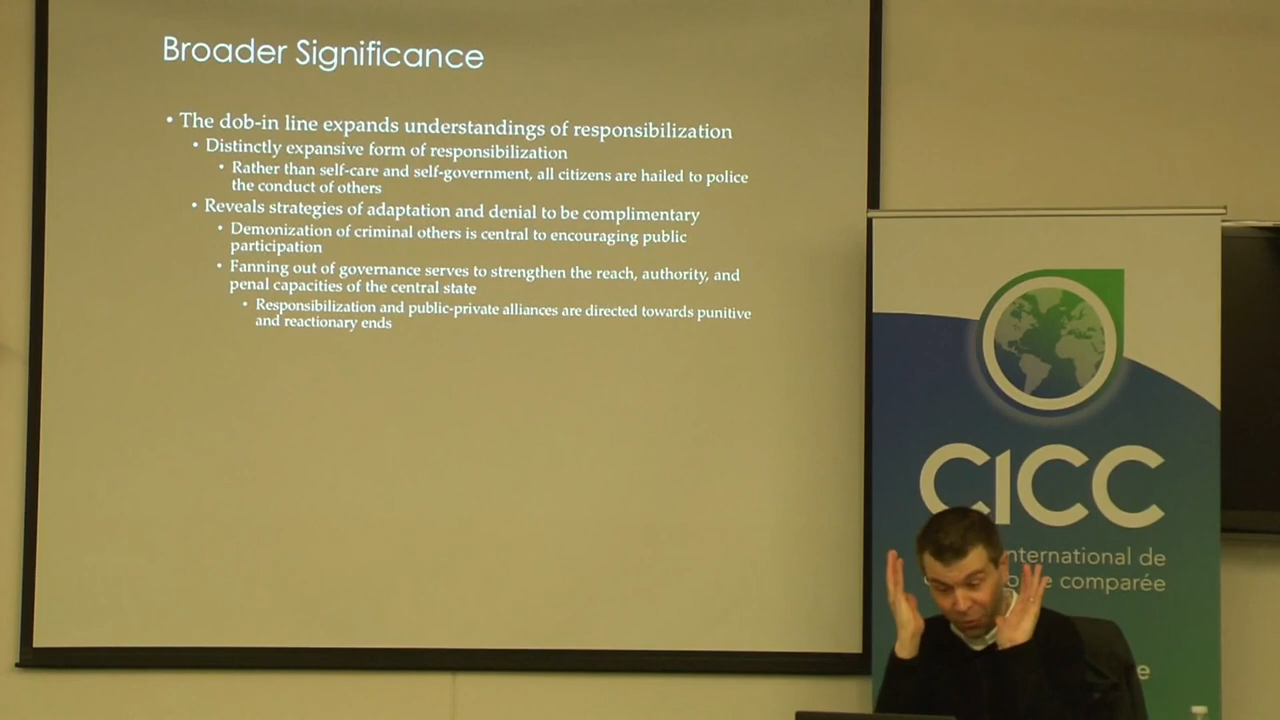 Broader Significance
• The dob-in line expands understandings of responsibilization
• Distinctly expansive form of responsibilization
• Rather than self-care and self-government, all citizens are hailed to police
the conduct of others
• Reveals strategies of adaptation and denial to be complimentary
• Demonization of criminal others is central to encouraging public
participation
• Fanning out of governance serves to strengthen the reach, authority, and
penal capacities of the central state
• Responsibilization and public-private alliances are directed towards punitive
and reactionary ends
CICC
nternational de
comparée